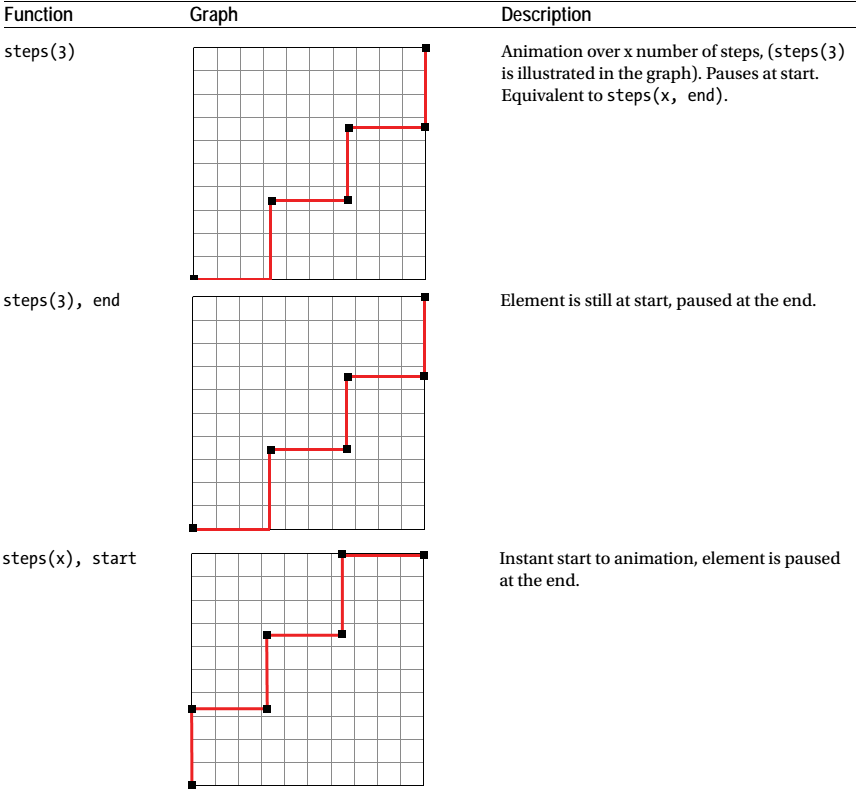 Function Graph Description
steps(3)
Animation over x number of steps, (steps(3)
is illustrated in the graph). Pauses at start.
Equivalent to steps(x, end).
steps(3), end
Element is still at start, paused at the end.
steps(x), start
Instant start to animation, element is paused
at the end.